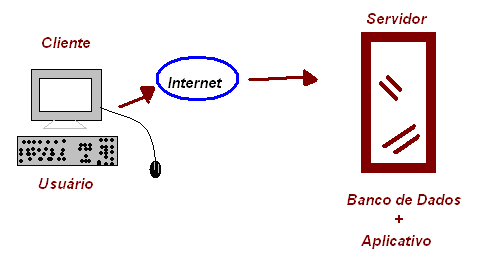 Cliente
Usuário
Internet
Servidor
Banco de Dados
+
Aplicativo